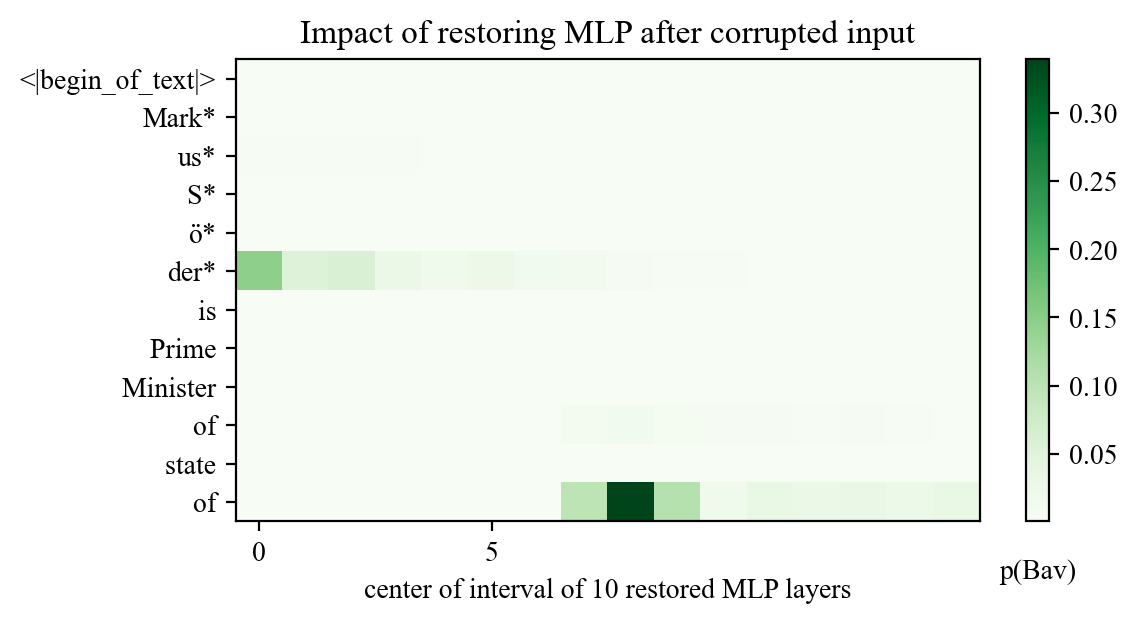 Impact of restoring MLP after corrupted input
<|begin_of_text|>
Mark*
us*
S*
ö*
der*
is
Prime
Minister
of
state
of
0
5
center of interval of 10 restored MLP layers
0.30
0.25
0.20
0.15
0.10
0.05
p(Bav)